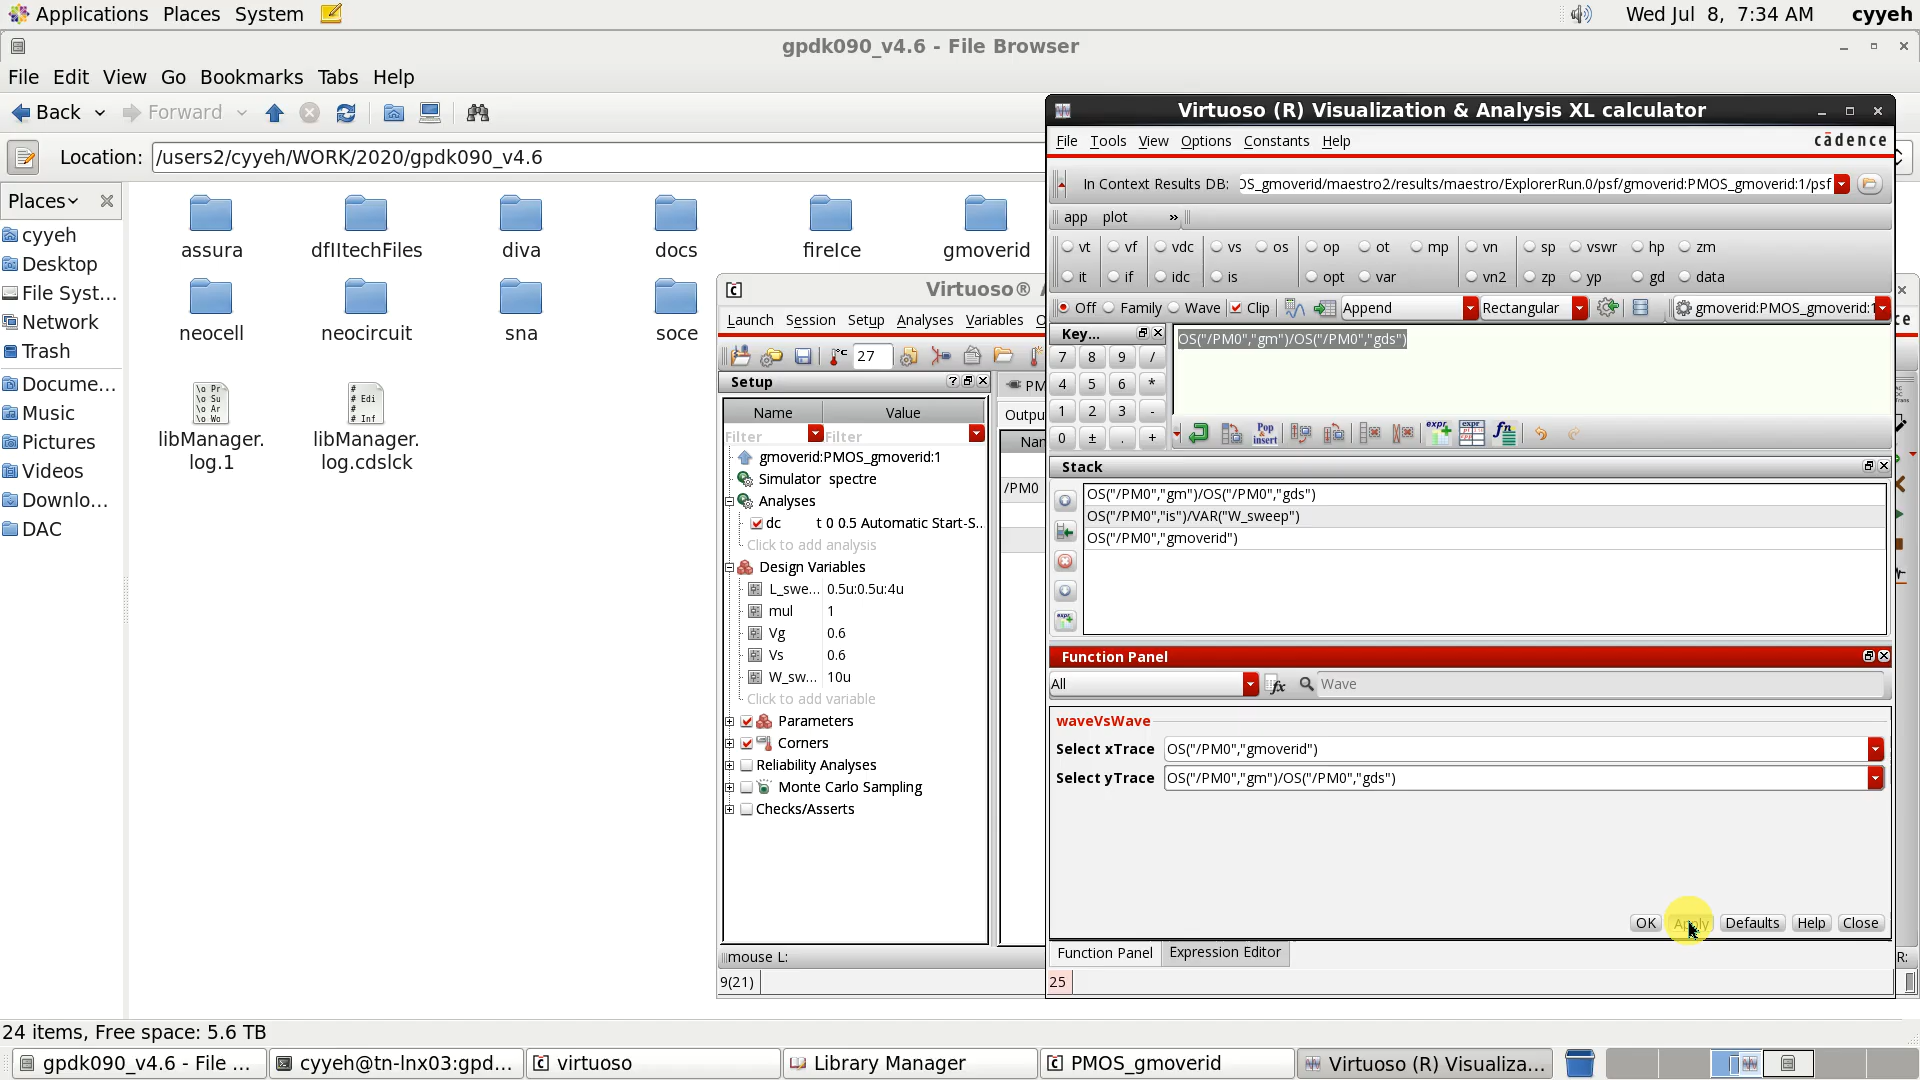 Applications Places System
Wed Jul 8, 7:34 AM cyyeh
gpdk090_v4.6 - File Browser
File Edit View Go Bookmarks Tabs Help
Back Forward
Location: /users2/cyyeh/WORK/2020/gpdk090_v4.6
Places
cyyeh
Desktop
File Syst...
Network
Trash
Docume...
Music
Pictures
Videos
Downlo...
DAC
assura dfIItechFiles diva docs fireIce gmoverid
neocell neocircuit sna soce
libManager.
log.1
libManager.
log.cdslck
Virtuoso®
Launch Session Setup Analyses Variables
27
Setup
Name Value
Filter Filter
gmoverid:PMOS_gmoverid:1
Simulator spectre
Analyses
dc t 0 0.5 Automatic Start-S..
Click to add analysis
Design Variables
L_swe... 0.5u:0.5u:4u
mul 1
Vg 0.6
Vs 0.6
W_sw... 10u
Click to add variable
Parameters
Corners
Reliability Analyses
Monte Carlo Sampling
Checks/Asserts
mouse L:
9(21)
PM
Outpu
Nan
/PM0
Virtuoso (R) Visualization & Analysis XL calculator
File Tools View Options Constants Help
cādence
In Context Results DB: OS_gmoverid/maestro2/results/maestro/ExplorerRun.0/psf/gmoverid:PMOS_gmoverid:1/psf
app plot »
vt vf vdc vs os op ot mp vn sp vswr hp zm
it if idc is opt var vn2 zp yp gd data
Off Family Wave Clip Append Rectangular gmoverid:PMOS_gmoverid:1
Key...
7 8 9 /
4 5 6 *
1 2 3 -
0 ± . +
OS("/PM0","gm")/OS("/PM0","gds")
Pop
&insert
Stack
OS("/PM0","gm")/OS("/PM0","gds")
OS("/PM0","is")/VAR("W_sweep")
OS("/PM0","gmoverid")
Function Panel
All Wave
waveVsWave
Select xTrace OS("/PM0","gmoverid")
Select yTrace OS("/PM0","gm")/OS("/PM0","gds")
OK Apply Defaults Help Close
Function Panel Expression Editor
25
R:
24 items, Free space: 5.6 TB
gpdk090_v4.6 - File ... cyyeh@tn-lnx03:gpd... virtuoso Library Manager PMOS_gmoverid Virtuoso (R) Visualiza...